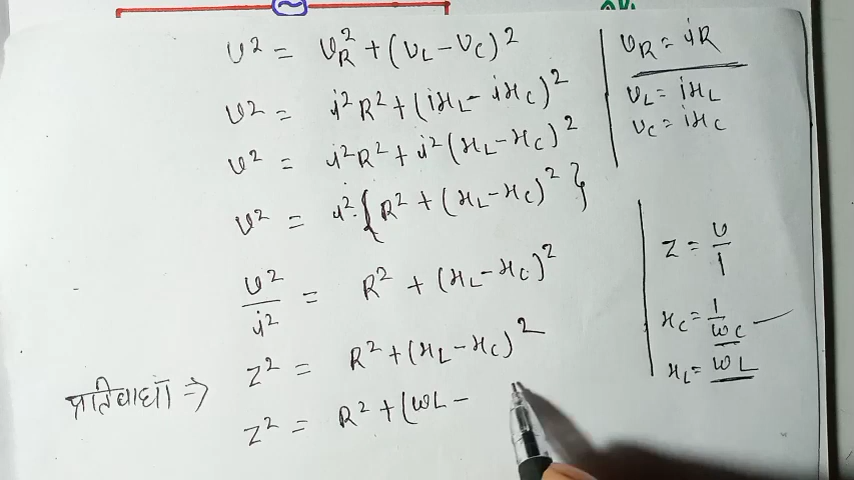 V² = V_R² + (V_L - V_C)²
V² = i²R² + (iX_L - iX_C)²
V² = i²R² + i²(X_L - X_C)²
V² = i²{R² + (X_L - X_C)²}
V²/i² = R² + (X_L - X_C)²
प्रतिबाधा ⇒ Z² = R² + (X_L - X_C)²
Z² = R² + (ωL -
V_R = iR
V_L = iX_L
V_C = iX_C
Z = V/I
X_C = 1/ωC
X_L = ωL